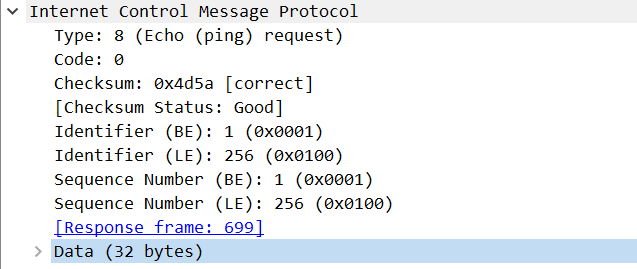 Internet Control Message Protocol
Type: 8 (Echo (ping) request)
Code: 0
Checksum: 0x4d5a [correct]
[Checksum Status: Good]
Identifier (BE): 1 (0x0001)
Identifier (LE): 256 (0x0100)
Sequence Number (BE): 1 (0x0001)
Sequence Number (LE): 256 (0x0100)
[Response frame: 699]
Data (32 bytes)